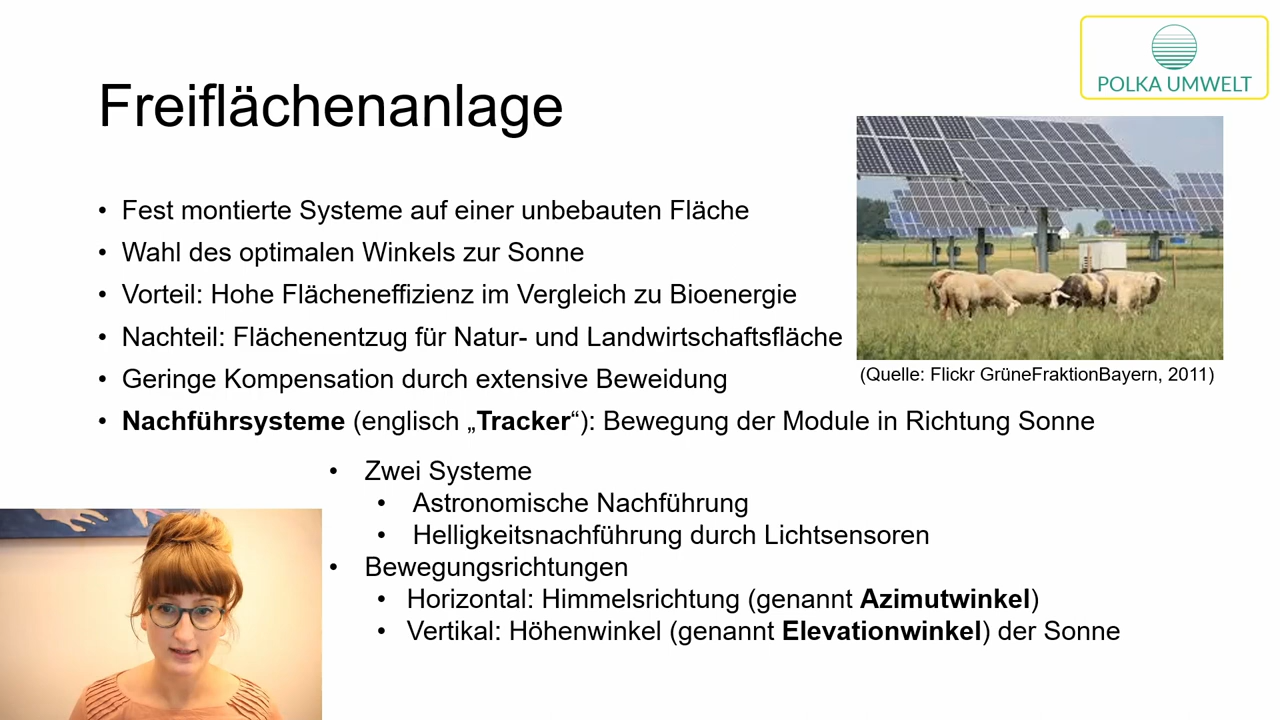 POLKA UMWELT
Freiflächenanlage
• Fest montierte Systeme auf einer unbebauten Fläche
• Wahl des optimalen Winkels zur Sonne
• Vorteil: Hohe Flächeneffizienz im Vergleich zu Bioenergie
• Nachteil: Flächenentzug für Natur- und Landwirtschaftsfläche
• Geringe Kompensation durch extensive Beweidung
(Quelle: Flickr GrüneFraktionBayern, 2011)
• Nachführsysteme (englisch „Tracker“): Bewegung der Module in Richtung Sonne
• Zwei Systeme
• Astronomische Nachführung
• Helligkeitsnachführung durch Lichtsensoren
• Bewegungsrichtungen
• Horizontal: Himmelsrichtung (genannt Azimutwinkel)
• Vertikal: Höhenwinkel (genannt Elevationwinkel) der Sonne